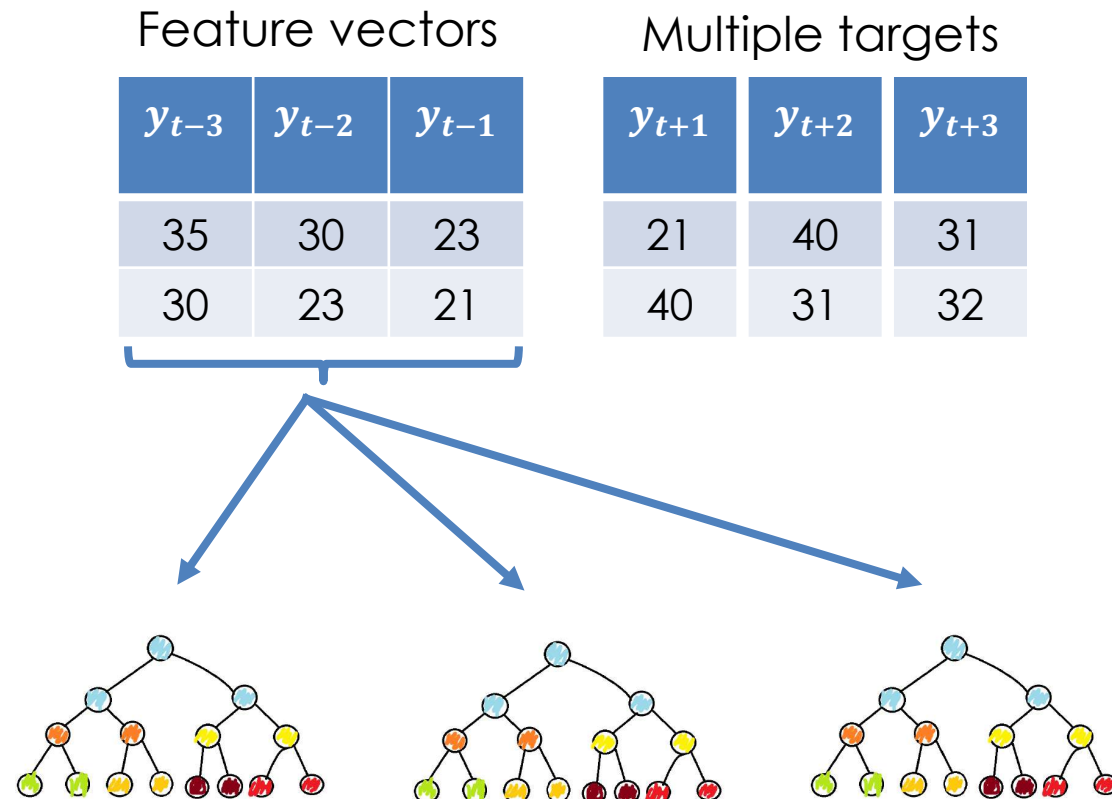 Feature vectors Multiple targets
y_{t−3} y_{t−2} y_{t−1} y_{t+1} y_{t+2} y_{t+3}
35 30 23 21 40 31
30 23 21 40 31 32